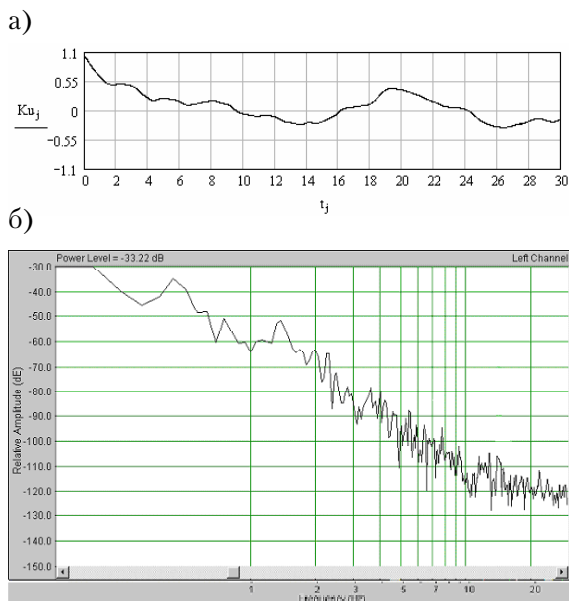 а)
1.1
0.55
0
−0.55
−1.1
Ku j
0 2 4 6 8 10 12 14 16 18 20 22 24 26 28 30
t j
б)
Power Level = -33.22 dB
Left Channel
-30.0
-40.0
-50.0
-60.0
-70.0
-80.0
-90.0
-100.0
-110.0
-120.0
-130.0
-140.0
-150.0
Relative Amplitude (dE)
1 2 3 5 7 10 20